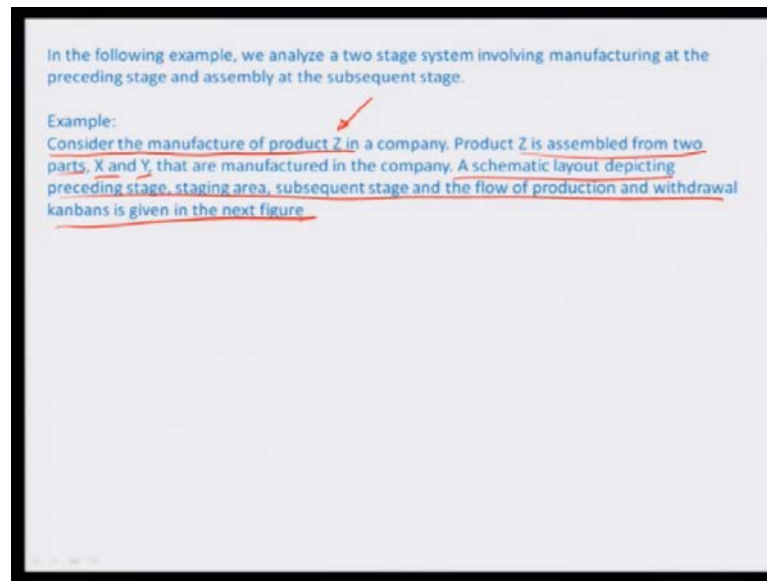 In the following example, we analyze a two stage system involving manufacturing at the
preceding stage and assembly at the subsequent stage.
Example:
Consider the manufacture of product Z in a company. Product Z is assembled from two
parts, X and Y, that are manufactured in the company. A schematic layout depicting
preceding stage, staging area, subsequent stage and the flow of production and withdrawal
kanbans is given in the next figure